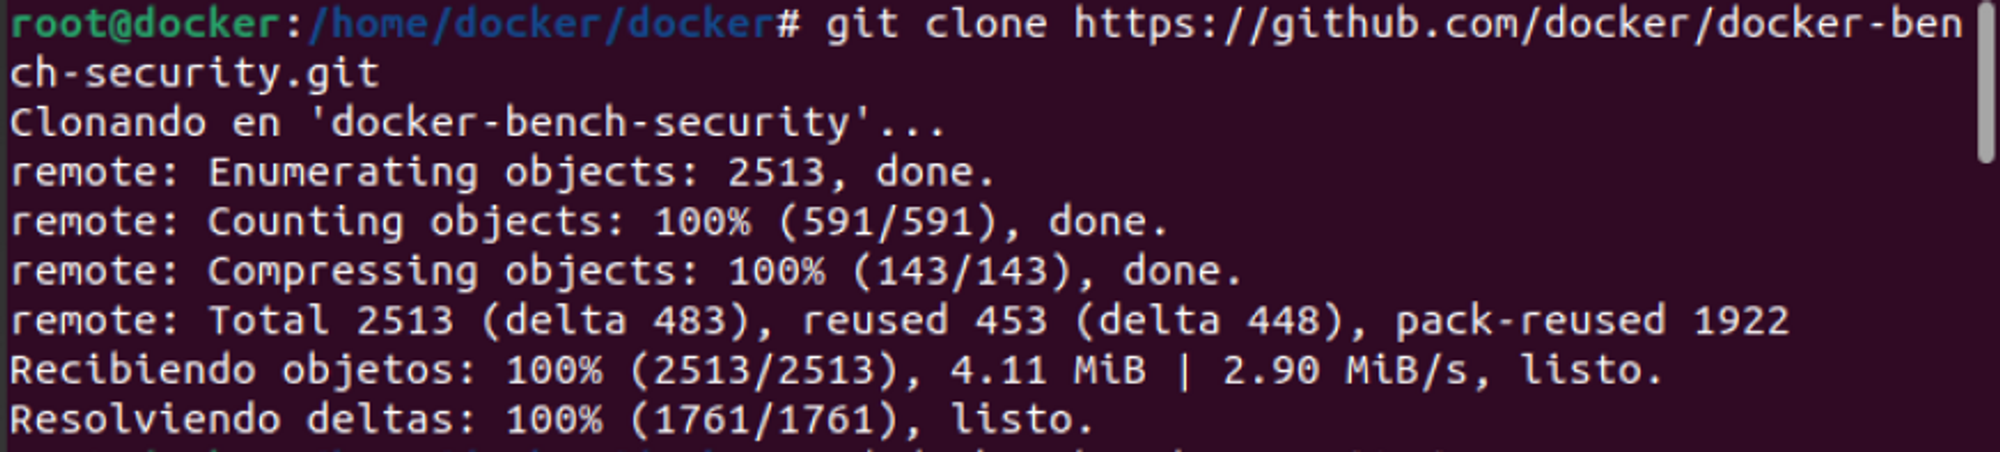 root@docker:/home/docker/docker# git clone https://github.com/docker/docker-ben
ch-security.git
Clonando en 'docker-bench-security'...
remote: Enumerating objects: 2513, done.
remote: Counting objects: 100% (591/591), done.
remote: Compressing objects: 100% (143/143), done.
remote: Total 2513 (delta 483), reused 453 (delta 448), pack-reused 1922
Recibiendo objetos: 100% (2513/2513), 4.11 MiB | 2.90 MiB/s, listo.
Resolviendo deltas: 100% (1761/1761), listo.